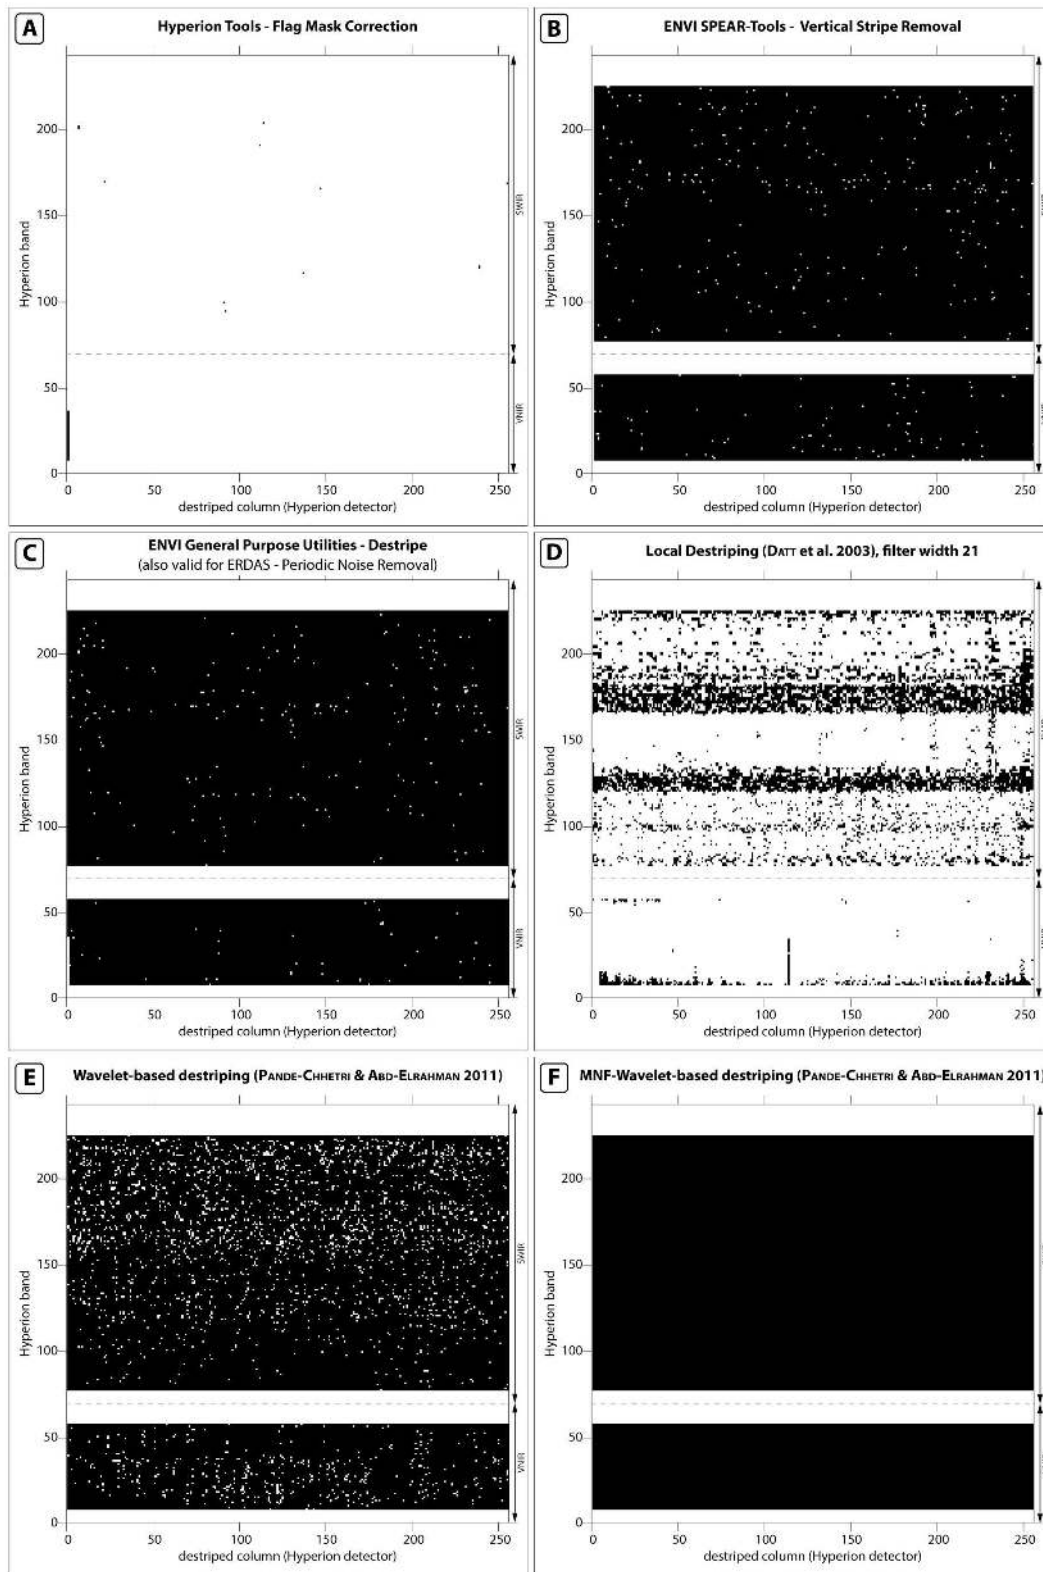 A
Hyperion Tools - Flag Mask Correction
200
150
100
50
0
Hyperion band
SWIR
VNIR
0 50 100 150 200 250
destriped column (Hyperion detector)
B
ENVI SPEAR-Tools - Vertical Stripe Removal
200
150
100
50
0
Hyperion band
0 50 100 150 200 250
destriped column (Hyperion detector)
C
ENVI General Purpose Utilities - Destripe
(also valid for ERDAS - Periodic Noise Removal)
200
150
100
50
0
Hyperion band
SWIR
VNIR
0 50 100 150 200 250
destriped column (Hyperion detector)
D
Local Destriping (DATT et al. 2003), filter width 21
200
150
100
50
0
Hyperion band
0 50 100 150 200 250
destriped column (Hyperion detector)
E
Wavelet-based destriping (PANDE-CHHETRI & ABD-ELRAHMAN 2011)
200
150
100
50
0
Hyperion band
SWIR
VNIR
0 50 100 150 200 250
destriped column (Hyperion detector)
F
MNF-Wavelet-based destriping (PANDE-CHHETRI & ABD-ELRAHMAN 2011)
200
150
100
50
0
Hyperion band
0 50 100 150 200 250
destriped column (Hyperion detector)